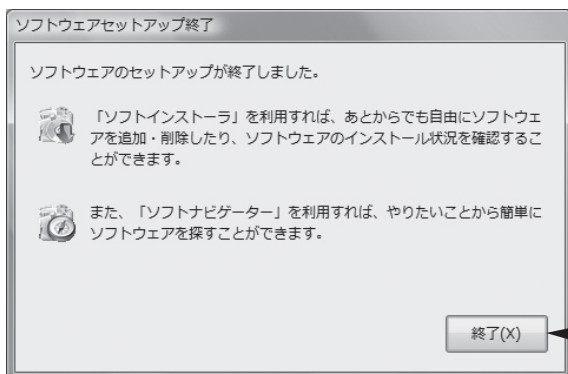 ソフトウェアセットアップ終了
ソフトウェアのセットアップが終了しました。
「ソフトインストーラ」を利用すれば、あとからでも自由にソフトウェ
アを追加・削除したり、ソフトウェアのインストール状況を確認するこ
とができます。
また、「ソフトナビゲーター」を利用すれば、やりたいことから簡単に
ソフトウェアを探すことができます。
終了(X)